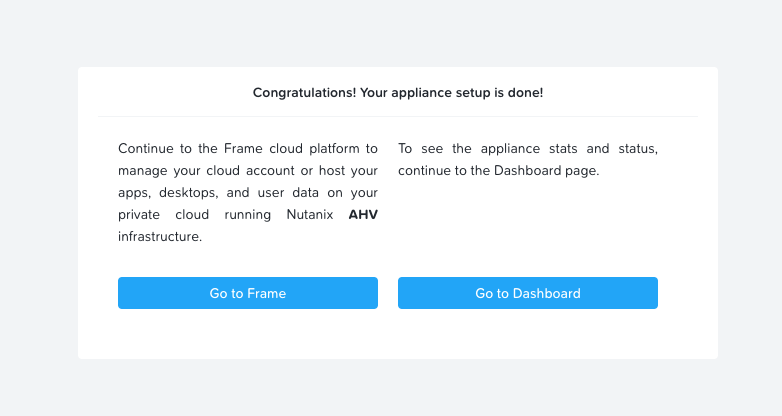 Congratulations! Your appliance setup is done!
Continue to the Frame cloud platform to
manage your cloud account or host your
apps, desktops, and user data on your
private cloud running Nutanix AHV
infrastructure.
To see the appliance stats and status,
continue to the Dashboard page.
Go to Frame
Go to Dashboard